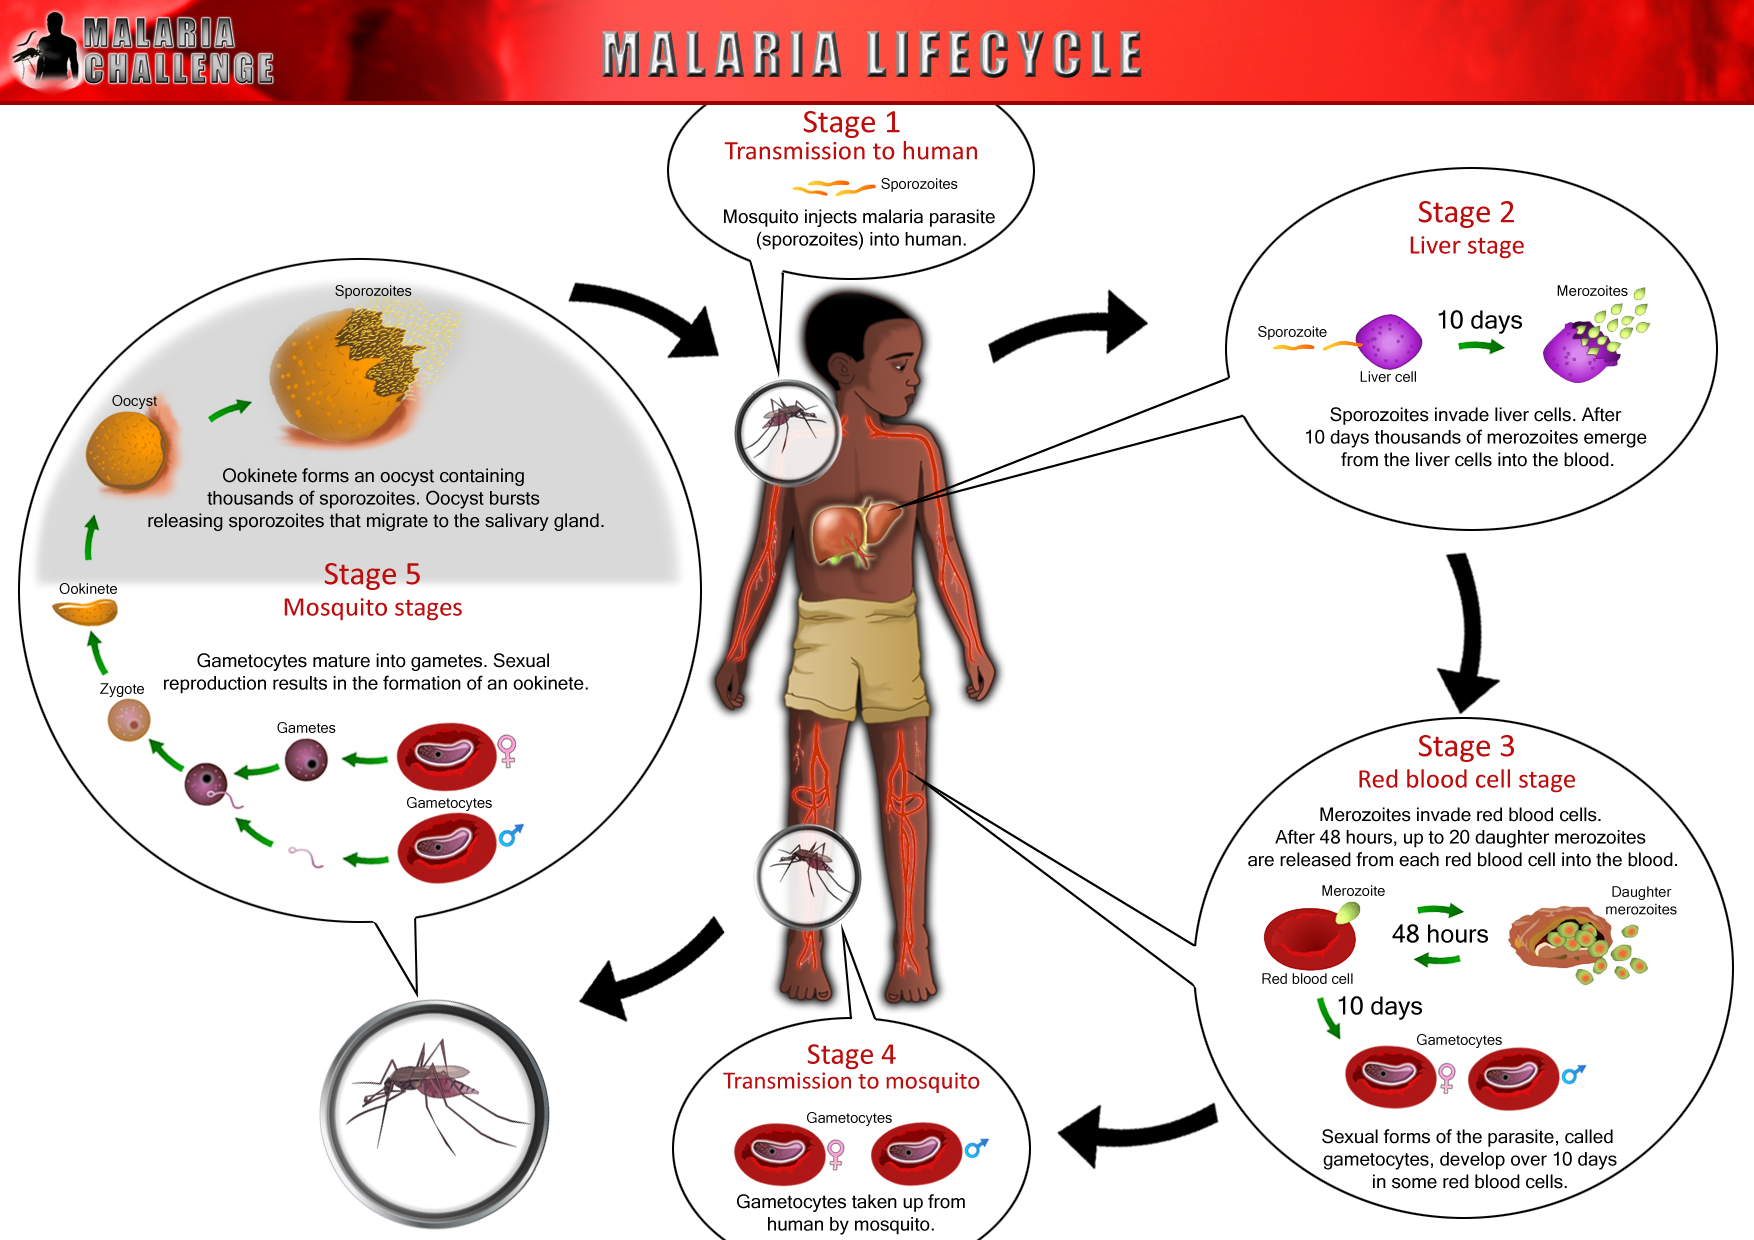 MALARIA
CHALLENGE
MALARIA LIFECYCLE
Stage 1
Transmission to human
Sporozoites
Mosquito injects malaria parasite
(sporozoites) into human.
Stage 2
Liver stage
Sporozoite
Liver cell
10 days
Merozoites
Sporozoites invade liver cells. After
10 days thousands of merozoites emerge
from the liver cells into the blood.
Stage 3
Red blood cell stage
Merozoites invade red blood cells.
After 48 hours, up to 20 daughter merozoites
are released from each red blood cell into the blood.
Merozoite
Red blood cell
48 hours
Daughter
merozoites
10 days
Gametocytes
Sexual forms of the parasite, called
gametocytes, develop over 10 days
in some red blood cells.
Stage 4
Transmission to mosquito
Gametocytes
Gametocytes taken up from
human by mosquito.
Sporozoites
Oocyst
Ookinete forms an oocyst containing
thousands of sporozoites. Oocyst bursts
releasing sporozoites that migrate to the salivary gland.
Stage 5
Mosquito stages
Ookinete
Gametocytes mature into gametes. Sexual
reproduction results in the formation of an ookinete.
Zygote
Gametes
Gametocytes